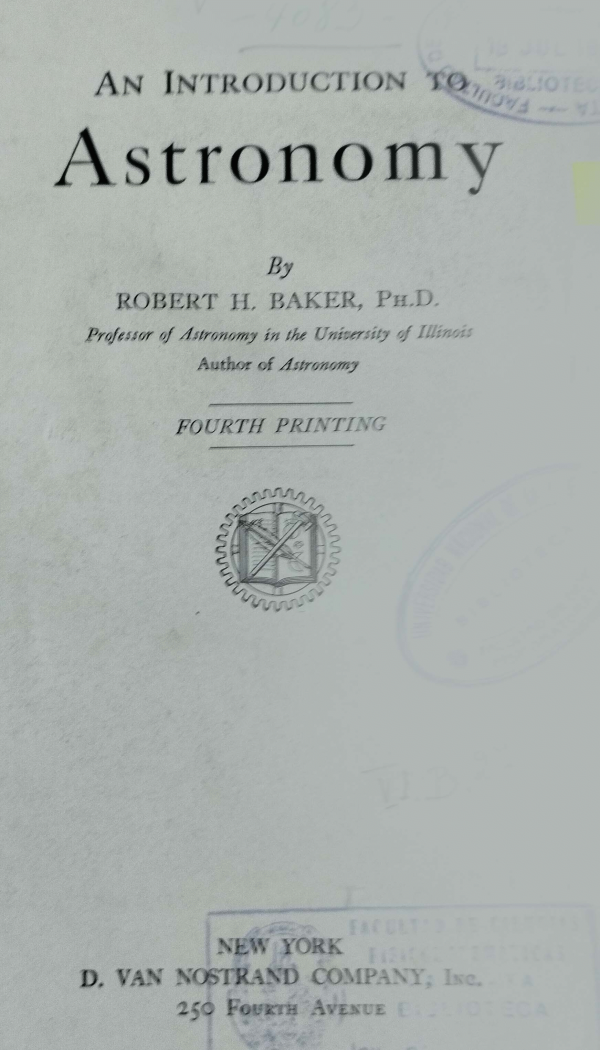 AN INTRODUCTION TO
Astronomy
By
ROBERT H. BAKER, PH.D.
Professor of Astronomy in the University of Illinois
Author of Astronomy
FOURTH PRINTING
NEW YORK
D. VAN NOSTRAND COMPANY, INC.
250 FOURTH AVENUE
BIBLIOTECA